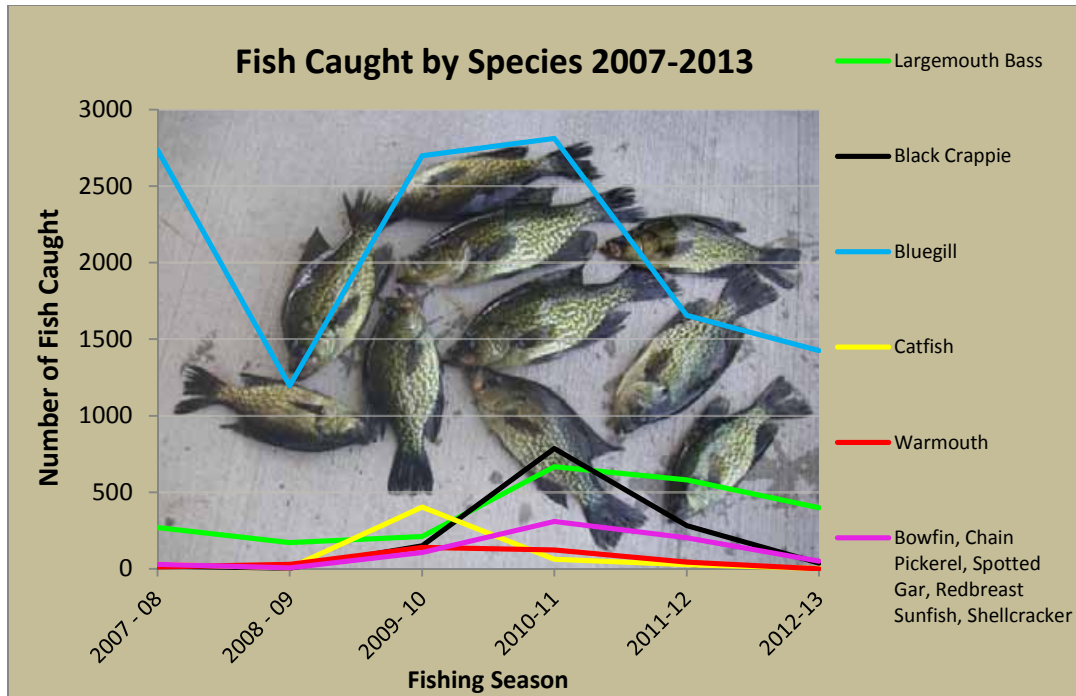 Fish Caught by Species 2007-2013
Number of Fish Caught
3000
2500
2000
1500
1000
500
0
2007 - 08
2008 - 09
2009- 10
2010-11
2011-12
2012-13
Fishing Season
Largemouth Bass
Black Crappie
Bluegill
Catfish
Warmouth
Bowfin, Chain
Pickerel, Spotted
Gar, Redbreast
Sunfish, Shellcracker